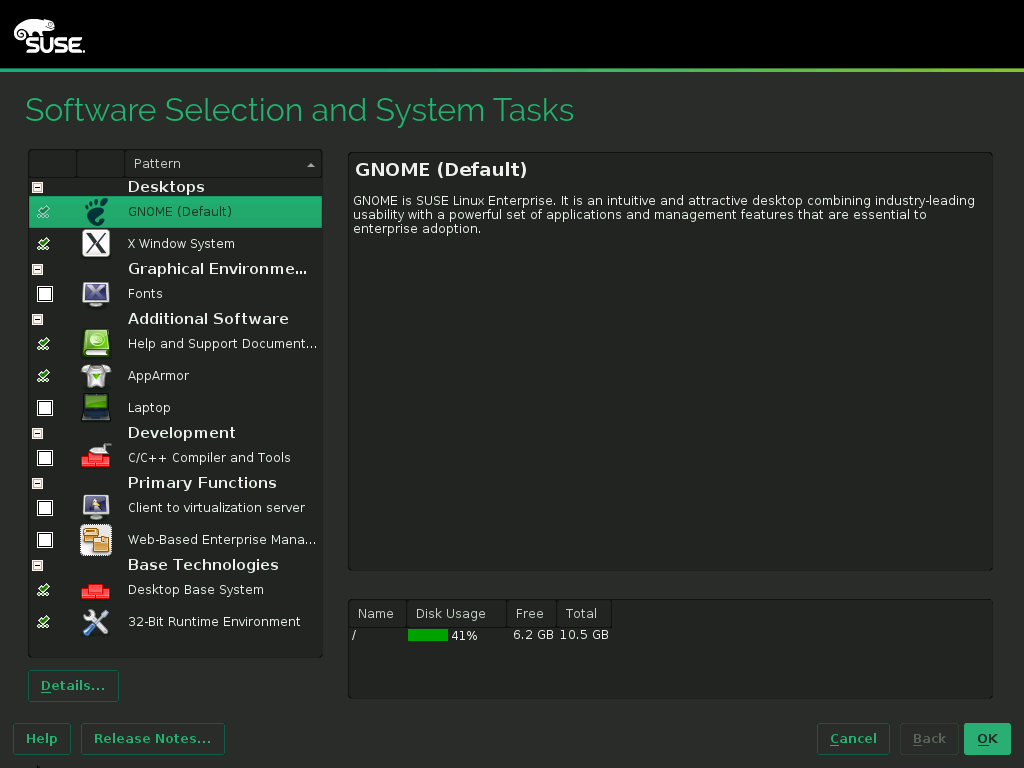 SUSE
Software Selection and System Tasks
Pattern
Desktops
GNOME (Default)
X Window System
Graphical Environme...
Fonts
Additional Software
Help and Support Document...
AppArmor
Laptop
Development
C/C++ Compiler and Tools
Primary Functions
Client to virtualization server
Web-Based Enterprise Mana...
Base Technologies
Desktop Base System
32-Bit Runtime Environment
GNOME (Default)
GNOME is SUSE Linux Enterprise. It is an intuitive and attractive desktop combining industry-leading
usability with a powerful set of applications and management features that are essential to
enterprise adoption.
Name Disk Usage Free Total
/ 41% 6.2 GB 10.5 GB
Details...
Help Release Notes... Cancel Back OK